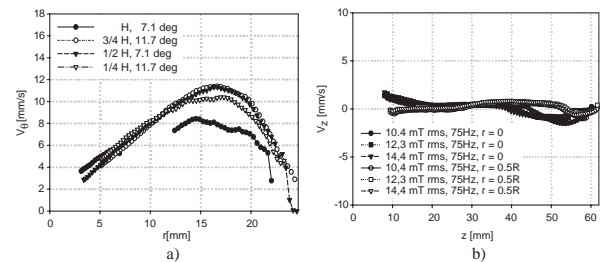 a)
H, 7.1 deg
3/4 H, 11.7 deg
1/2 H, 7.1 deg
1/4 H, 11.7 deg
Vθ [mm/s]
18
16
14
12
10
8
6
4
2
0
0 5 10 15 20
r[mm]
a)
b)
Vz [mm/s]
10
5
0
-5
-10
10.4 mT rms, 75Hz, r = 0
12,3 mT rms, 75Hz, r = 0
14,4 mT rms, 75Hz, r = 0
10,4 mT rms, 75Hz, r = 0.5R
12,3 mT rms, 75Hz, r = 0.5R
14,4 mT rms, 75Hz, r = 0.5R
0 10 20 30 40 50 60
z [mm]
b)